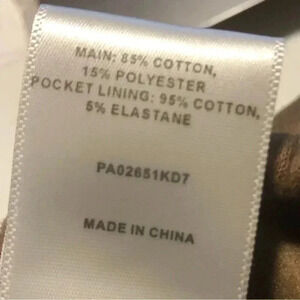 MAIN: 85% COTTON,
15% POLYESTER
POCKET LINING: 95% COTTON,
5% ELASTANE
PA02651KD7
MADE IN CHINA